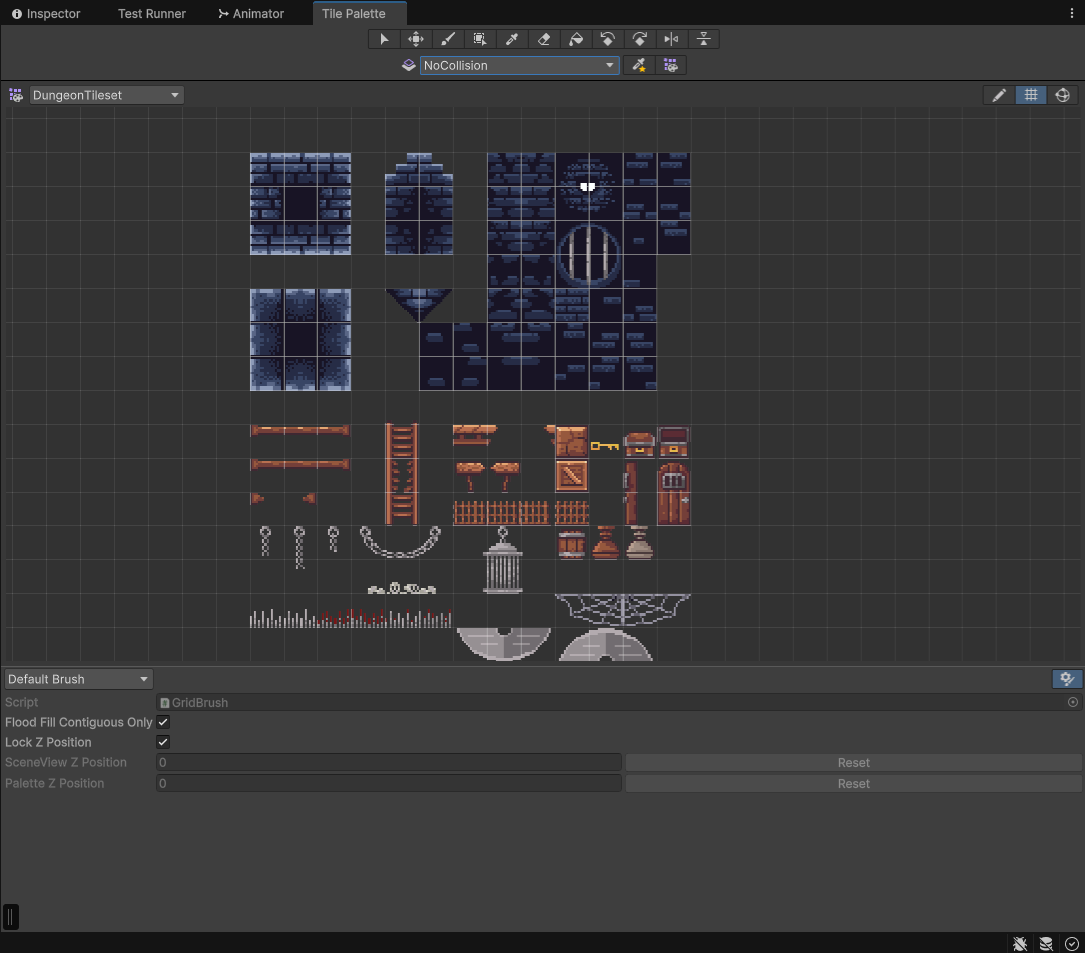 Inspector
Test Runner
Animator
Tile Palette
NoCollision
DungeonTileset
Default Brush
Script
GridBrush
Flood Fill Contiguous Only
Lock Z Position
SceneView Z Position
0
Reset
Palette Z Position
0
Reset